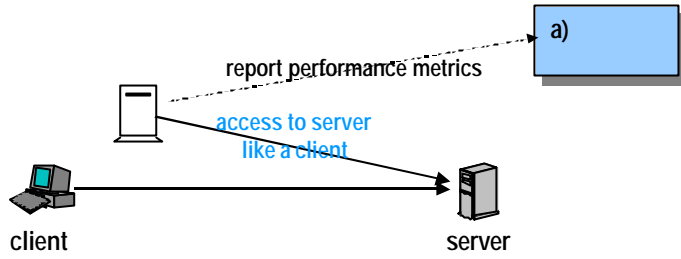 a)
report performance metrics
access to server
like a client
client
server